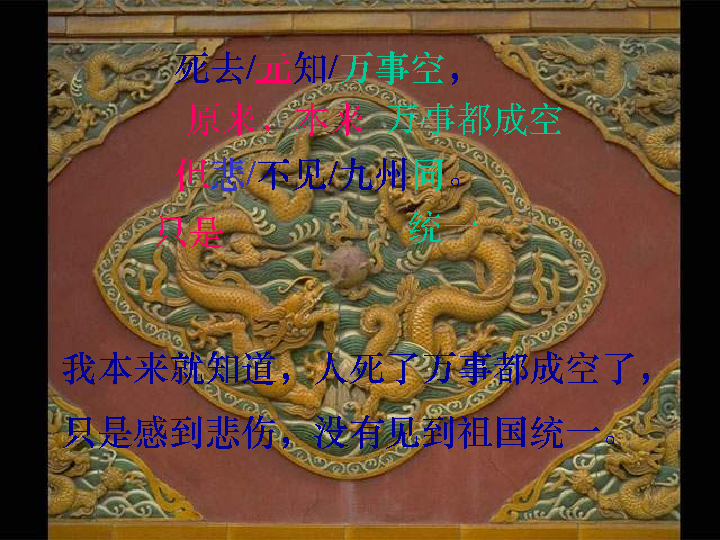 死去/元知/万事空，
原来，本来 万事都成空
但悲/不见/九州同。
只是 统一
我本来就知道，人死了万事都成空了，
只是感到悲伤，没有见到祖国统一。